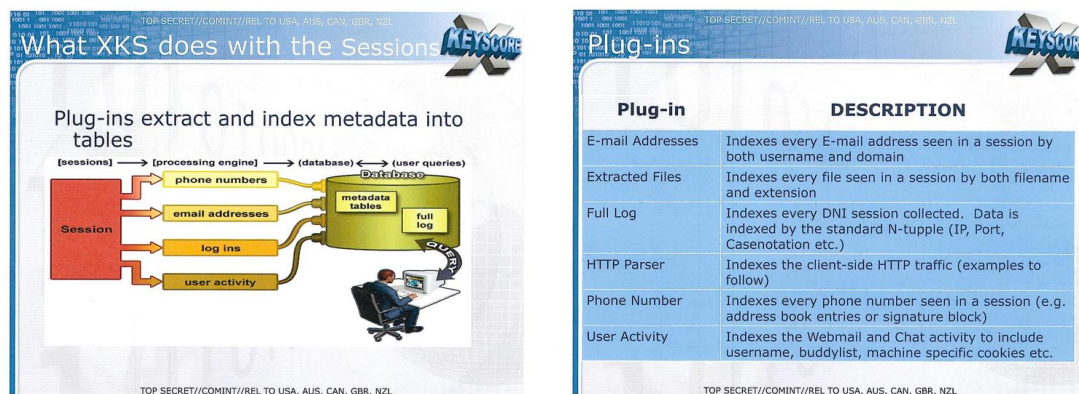 TOP SECRET//COMINT//REL TO USA, AUS, CAN, GBR, NZL
What XKS does with the Sessions
KEYSCORE
Plug-ins extract and index metadata into
tables
[sessions] → [processing engine] → (database) ↔ (user queries)
Database
phone numbers
metadata
tables
email addresses
full
log
Session
log ins
QUERY
user activity
TOP SECRET//COMINT//REL TO USA, AUS, CAN, GBR, NZL
TOP SECRET//COMINT//REL TO USA, AUS, CAN, GBR, NZL
Plug-ins
KEYSCOR
Plug-in DESCRIPTION
E-mail Addresses Indexes every E-mail address seen in a session by
both username and domain
Extracted Files Indexes every file seen in a session by both filename
and extension
Full Log Indexes every DNI session collected. Data is
indexed by the standard N-tupple (IP, Port,
Casenotation etc.)
HTTP Parser Indexes the client-side HTTP traffic (examples to
follow)
Phone Number Indexes every phone number seen in a session (e.g.
address book entries or signature block)
User Activity Indexes the Webmail and Chat activity to include
username, buddylist, machine specific cookies etc.
TOP SECRET//COMINT//REL TO USA, AUS, CAN, GBR, NZL